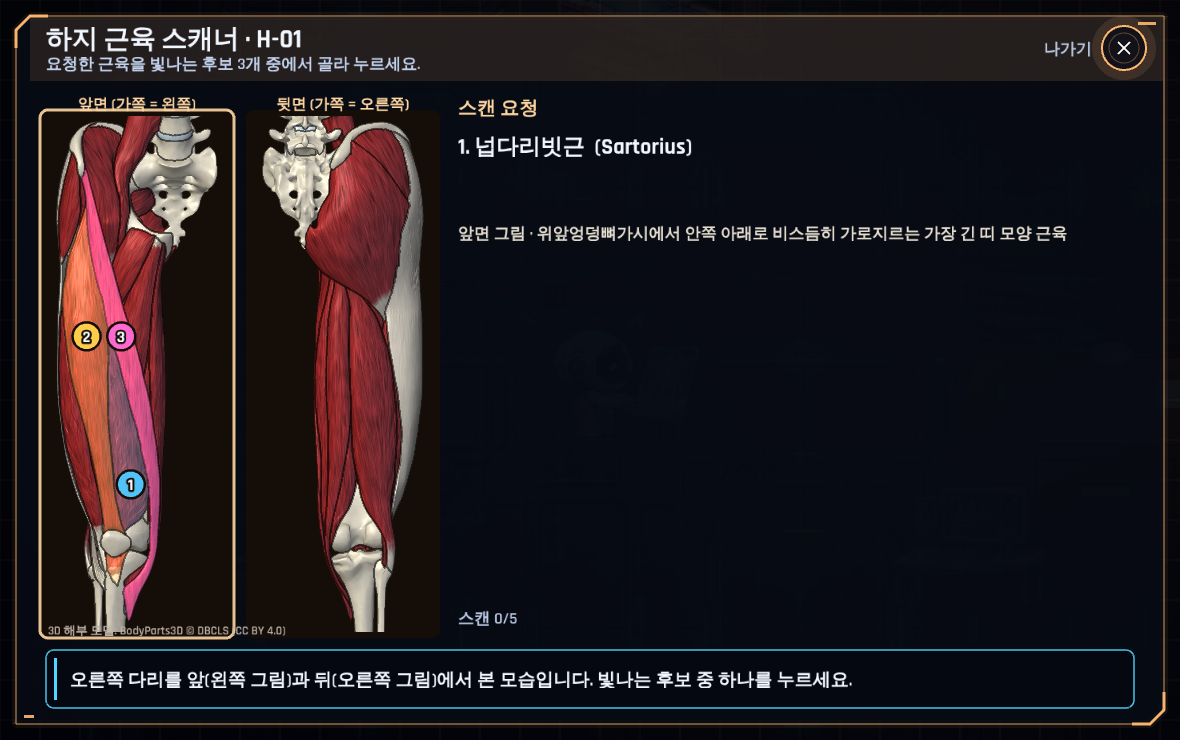 하지 근육 스캐너 · H-01
요청한 근육을 빛나는 후보 3개 중에서 골라 누르세요.
나가기
앞면 (가쪽 = 왼쪽)
뒷면 (가쪽 = 오른쪽)
2
3
1
3D 해부 모델: BodyParts3D © DBCLS (CC BY 4.0)
스캔 요청
1. 넙다리빗근 (Sartorius)
앞면 그림 · 위앞엉덩뼈가시에서 안쪽 아래로 비스듬히 가로지르는 가장 긴 띠 모양 근육
스캔 0/5
오른쪽 다리를 앞(왼쪽 그림)과 뒤(오른쪽 그림)에서 본 모습입니다. 빛나는 후보 중 하나를 누르세요.